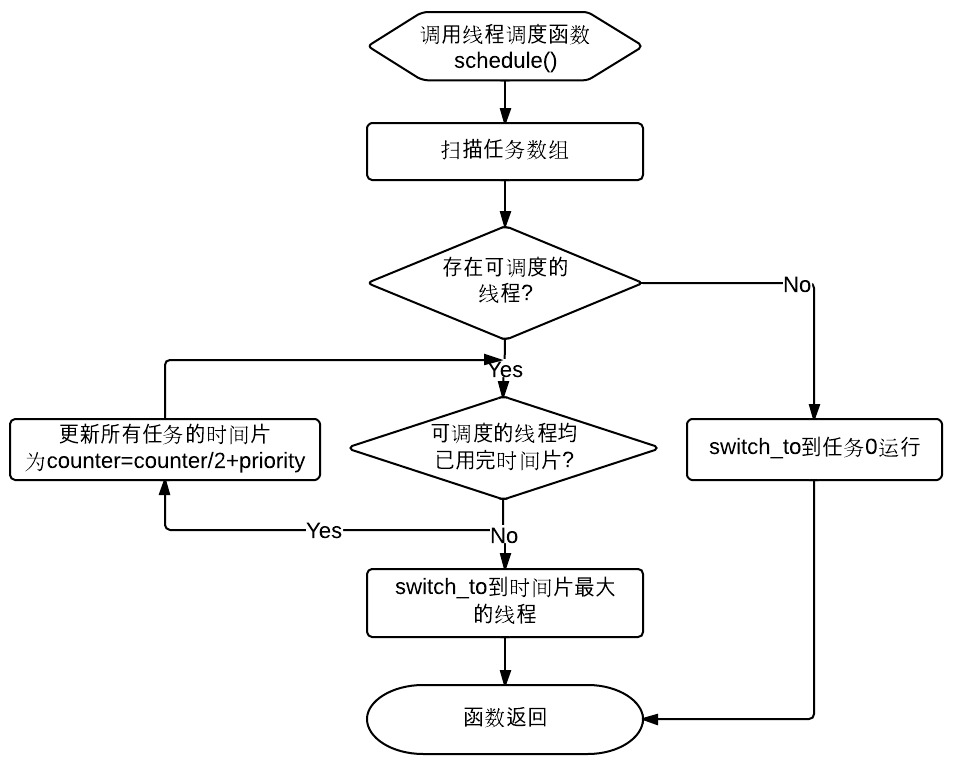 调用线程调度函数
schedule()
扫描任务数组
存在可调度的
线程?
No
Yes
更新所有任务的时间片
为counter=counter/2+priority
可调度的线程均
已用完时间片?
switch_to到任务0运行
Yes
No
switch_to到时间片最大
的线程
函数返回